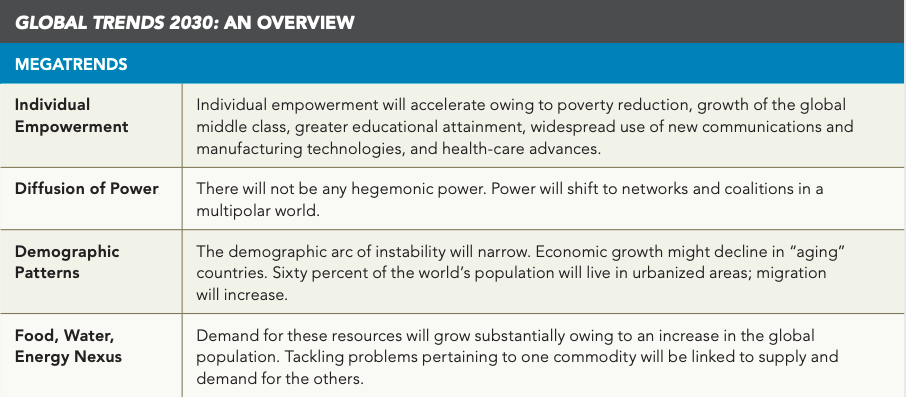 GLOBAL TRENDS 2030: AN OVERVIEW
MEGATRENDS
Individual
Empowerment
Individual empowerment will accelerate owing to poverty reduction, growth of the global
middle class, greater educational attainment, widespread use of new communications and
manufacturing technologies, and health-care advances.
Diffusion of Power
There will not be any hegemonic power. Power will shift to networks and coalitions in a
multipolar world.
Demographic
Patterns
The demographic arc of instability will narrow. Economic growth might decline in “aging”
countries. Sixty percent of the world’s population will live in urbanized areas; migration
will increase.
Food, Water,
Energy Nexus
Demand for these resources will grow substantially owing to an increase in the global
population. Tackling problems pertaining to one commodity will be linked to supply and
demand for the others.